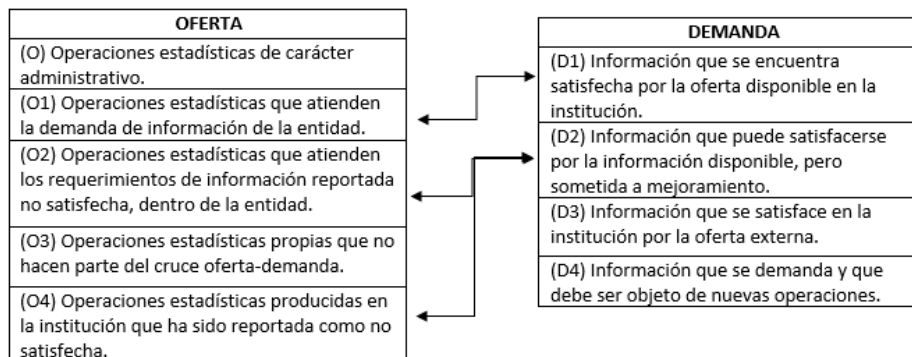 OFERTA
(O) Operaciones estadísticas de carácter
administrativo.
(O1) Operaciones estadísticas que atienden
la demanda de información de la entidad.
(O2) Operaciones estadísticas que atienden
los requerimientos de información reportada
no satisfecha, dentro de la entidad.
(O3) Operaciones estadísticas propias que no
hacen parte del cruce oferta-demanda.
(O4) Operaciones estadísticas producidas en
la institución que ha sido reportada como no
satisfecha.
DEMANDA
(D1) Información que se encuentra
satisfecha por la oferta disponible en la
institución.
(D2) Información que puede satisfacerse
por la información disponible, pero
sometida a mejoramiento.
(D3) Información que se satisface en la
institución por la oferta externa.
(D4) Información que se demanda y que
debe ser objeto de nuevas operaciones.